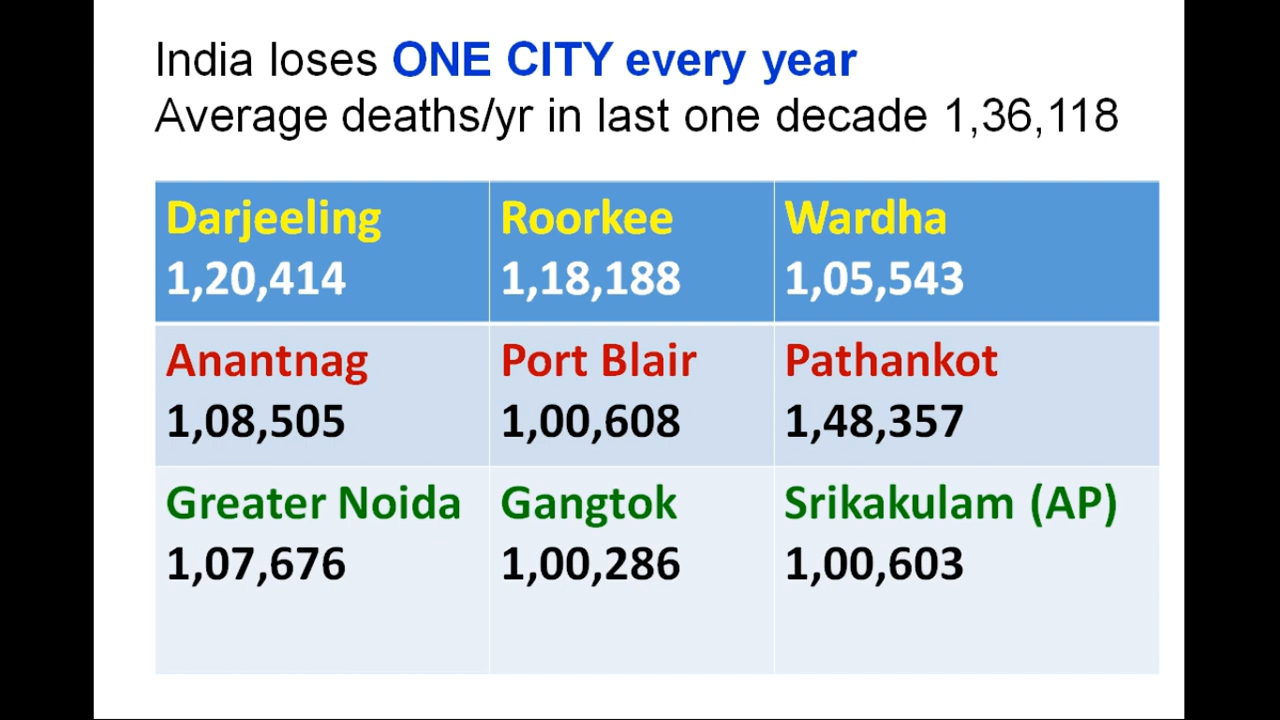 India loses ONE CITY every year
Average deaths/yr in last one decade 1,36,118
Darjeeling Roorkee Wardha
1,20,414 1,18,188 1,05,543
Anantnag Port Blair Pathankot
1,08,505 1,00,608 1,48,357
Greater Noida Gangtok Srikakulam (AP)
1,07,676 1,00,286 1,00,603